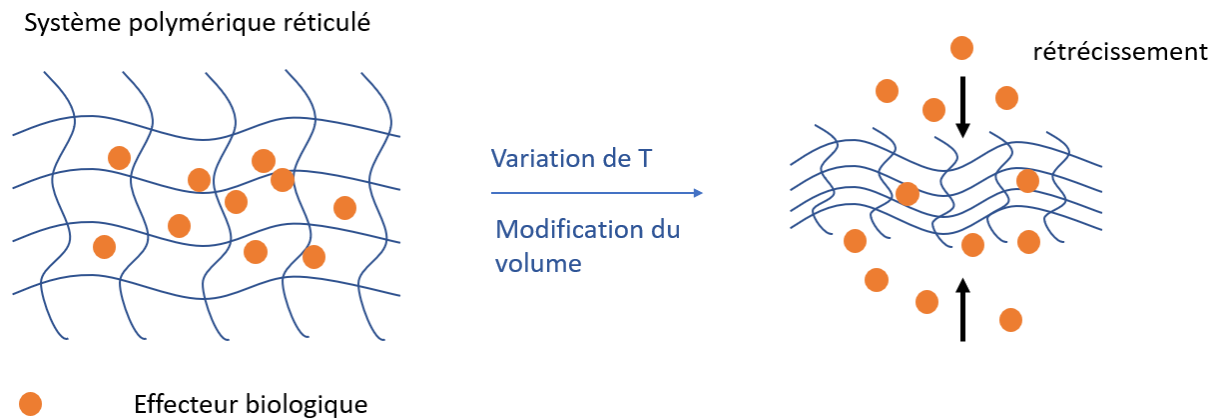 Système polymérique réticulé
rétrécissement
Variation de T
Modification du
volume
Effecteur biologique